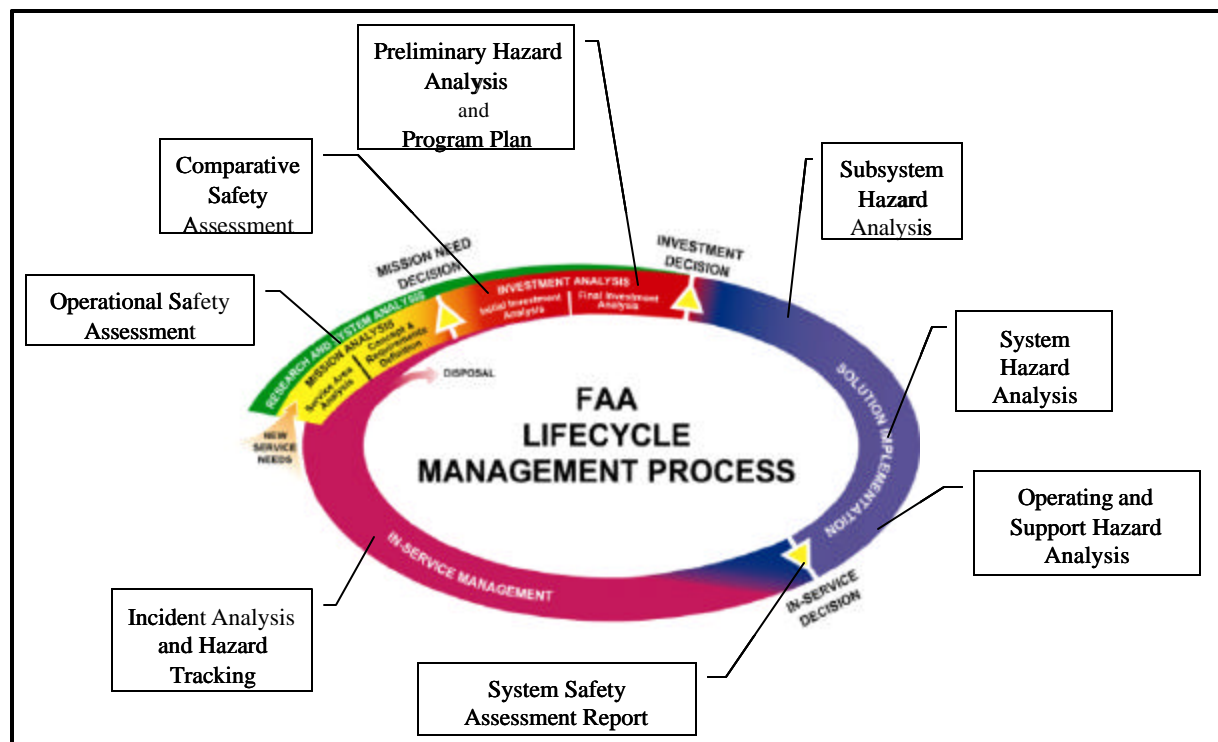 Preliminary Hazard
Analysis
and
Program Plan
Comparative
Safety
Assessment
Subsystem
Hazard
Analysis
Operational Safety
Assessment
MISSION NEED
DECISION
INVESTMENT
DECISION
INVESTMENT ANALYSIS
Initial Investment
Analysis
Final Investment
Analysis
RESEARCH AND SYSTEM ANALYSIS
MISSION ANALYSIS
Service Area
Analysis
Concept &
Requirements
Definition
DISPOSAL
NEW
SERVICE
NEEDS
FAA
LIFECYCLE
MANAGEMENT PROCESS
SOLUTION IMPLEMENTATION
System
Hazard
Analysis
Operating and
Support Hazard
Analysis
IN-SERVICE MANAGEMENT
IN-SERVICE
DECISION
Incident Analysis
and Hazard
Tracking
System Safety
Assessment Report